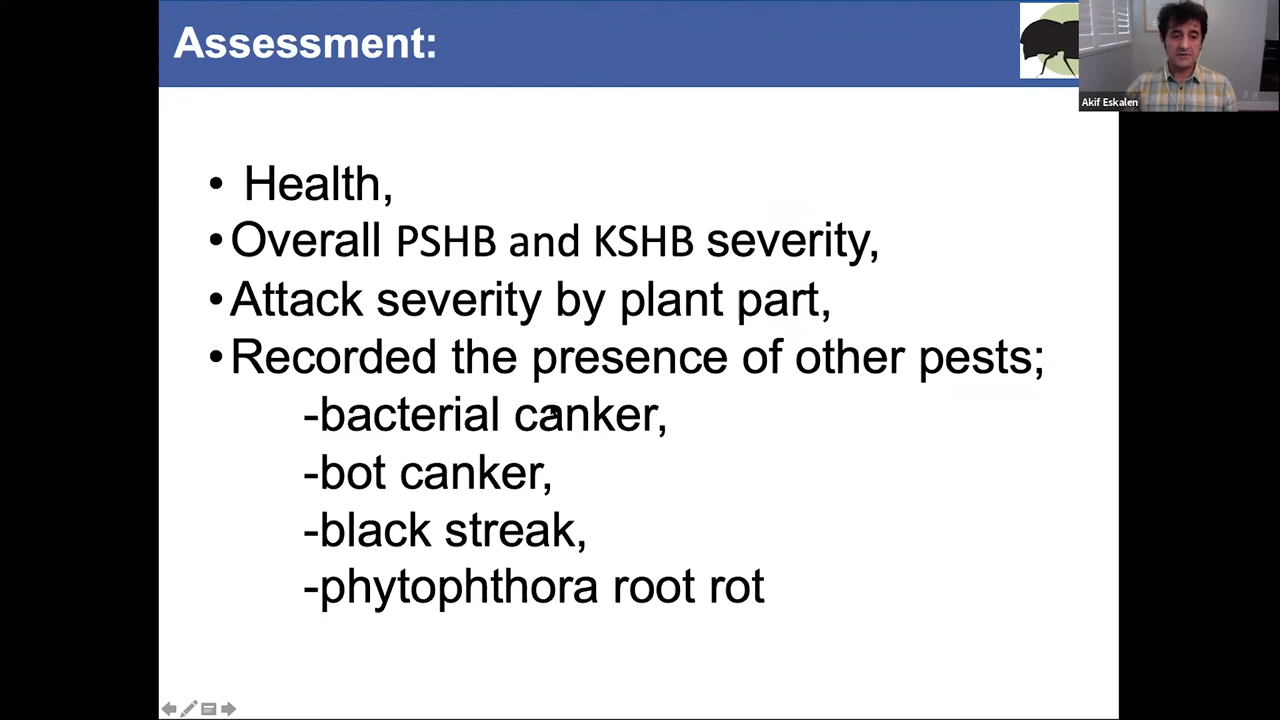 Assessment:
Akif Eskalen
• Health,
• Overall PSHB and KSHB severity,
• Attack severity by plant part,
• Recorded the presence of other pests;
-bacterial canker,
-bot canker,
-black streak,
-phytophthora root rot